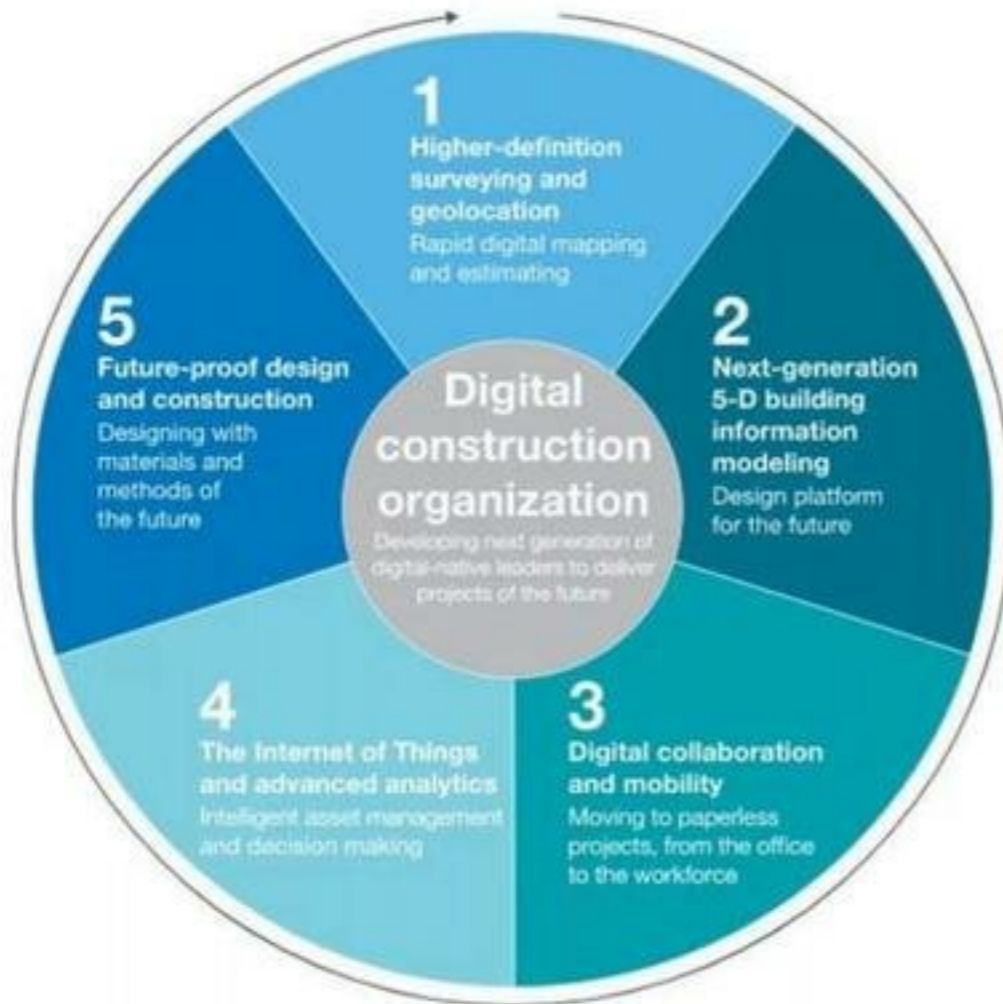 1
Higher-definition
surveying and
geolocation
Rapid digital mapping
and estimating
2
Next-generation
5-D building
information
modeling
Design platform
for the future
3
Digital collaboration
and mobility
Moving to paperless
projects, from the office
to the workforce
4
The Internet of Things
and advanced analytics
Intelligent asset management
and decision making
5
Future-proof design
and construction
Designing with
materials and
methods of
the future
Digital
construction
organization
Developing next generation of
digital-native leaders to deliver
projects of the future